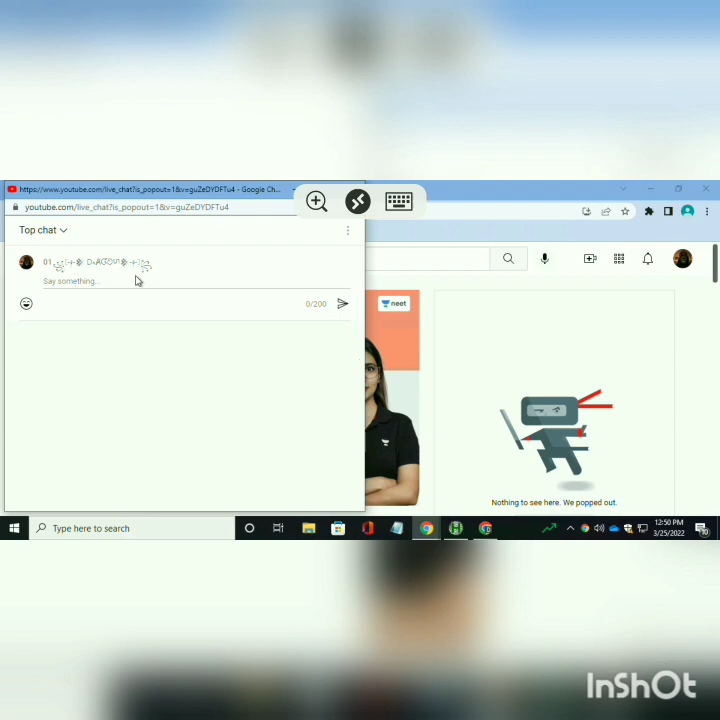 https://www.youtube.com/live_chat?is_popout=1&v=guZeDYDFTu4 - Google Ch...
youtube.com/live_chat?is_popout=1&v=guZeDYDFTu4
Top chat
01
Say something...
0/200
neet
Nothing to see here. We popped out.
Type here to search
12:50 PM
3/25/2022
10
InShOt